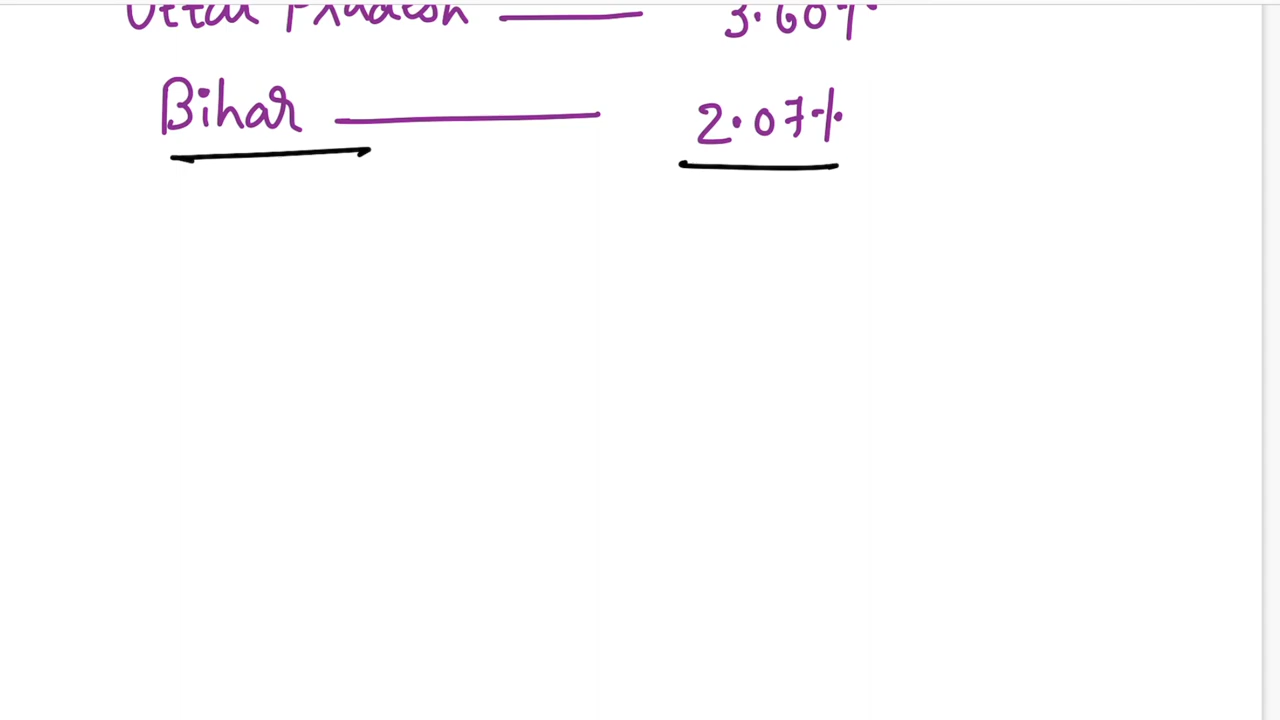 Uttar Pradesh —— 3.60%
Bihar —— 2.07%